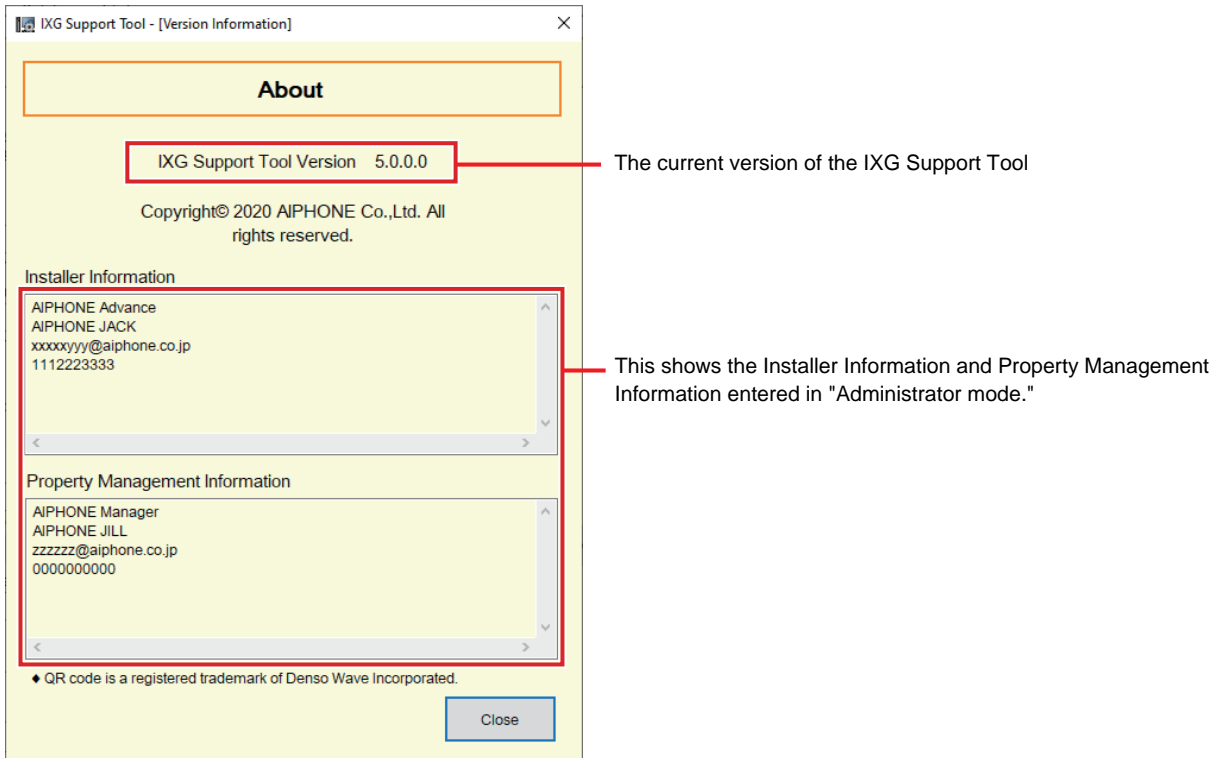 IXG Support Tool - [Version Information]
About
IXG Support Tool Version 5.0.0.0
The current version of the IXG Support Tool
Copyright© 2020 AIPHONE Co.,Ltd. All
rights reserved.
Installer Information
AIPHONE Advance
AIPHONE JACK
xxxxxyyy@aiphone.co.jp
1112223333
This shows the Installer Information and Property Management
Information entered in "Administrator mode."
Property Management Information
AIPHONE Manager
AIPHONE JILL
zzzzzz@aiphone.co.jp
0000000000
♦ QR code is a registered trademark of Denso Wave Incorporated.
Close